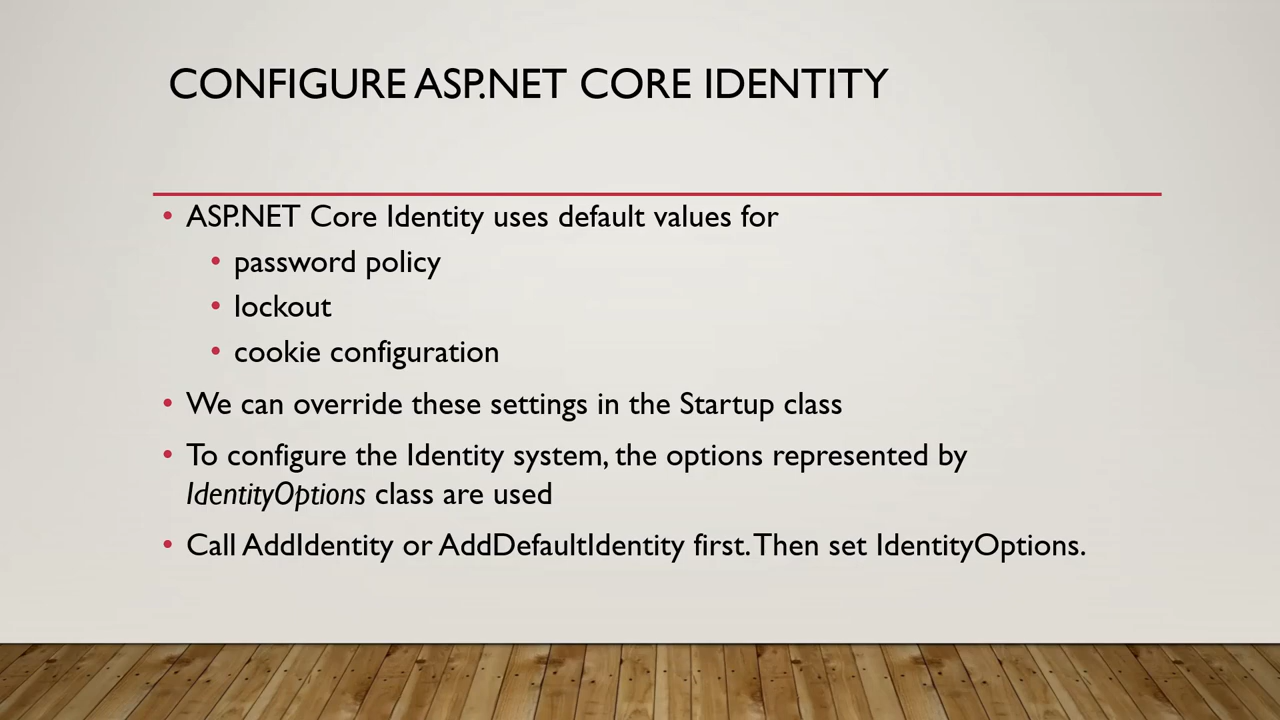 CONFIGURE ASP.NET CORE IDENTITY
• ASP.NET Core Identity uses default values for
• password policy
• lockout
• cookie configuration
• We can override these settings in the Startup class
• To configure the Identity system, the options represented by
IdentityOptions class are used
• Call AddIdentity or AddDefaultIdentity first. Then set IdentityOptions.